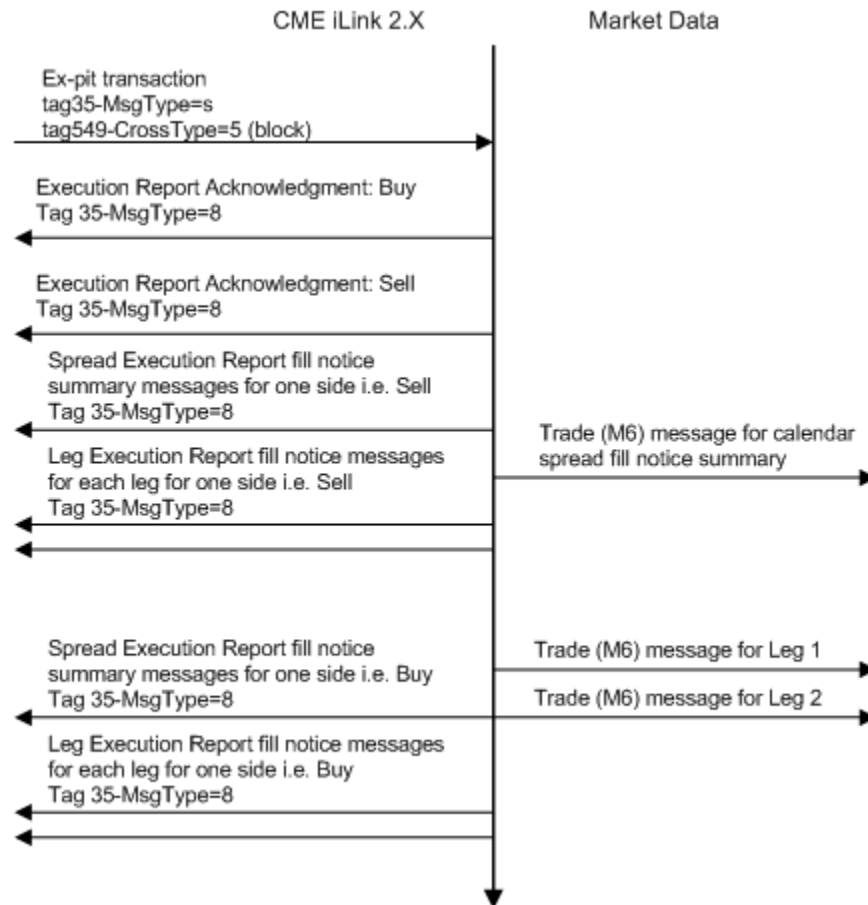 CME iLink 2.X
Market Data
Ex-pit transaction
tag35-MsgType=s
tag549-CrossType=5 (block)
Execution Report Acknowledgment: Buy
Tag 35-MsgType=8
Execution Report Acknowledgment: Sell
Tag 35-MsgType=8
Spread Execution Report fill notice
summary messages for one side i.e. Sell
Tag 35-MsgType=8
Trade (M6) message for calendar
spread fill notice summary
Leg Execution Report fill notice messages
for each leg for one side i.e. Sell
Tag 35-MsgType=8
Spread Execution Report fill notice
summary messages for one side i.e. Buy
Tag 35-MsgType=8
Trade (M6) message for Leg 1
Trade (M6) message for Leg 2
Leg Execution Report fill notice messages
for each leg for one side i.e. Buy
Tag 35-MsgType=8